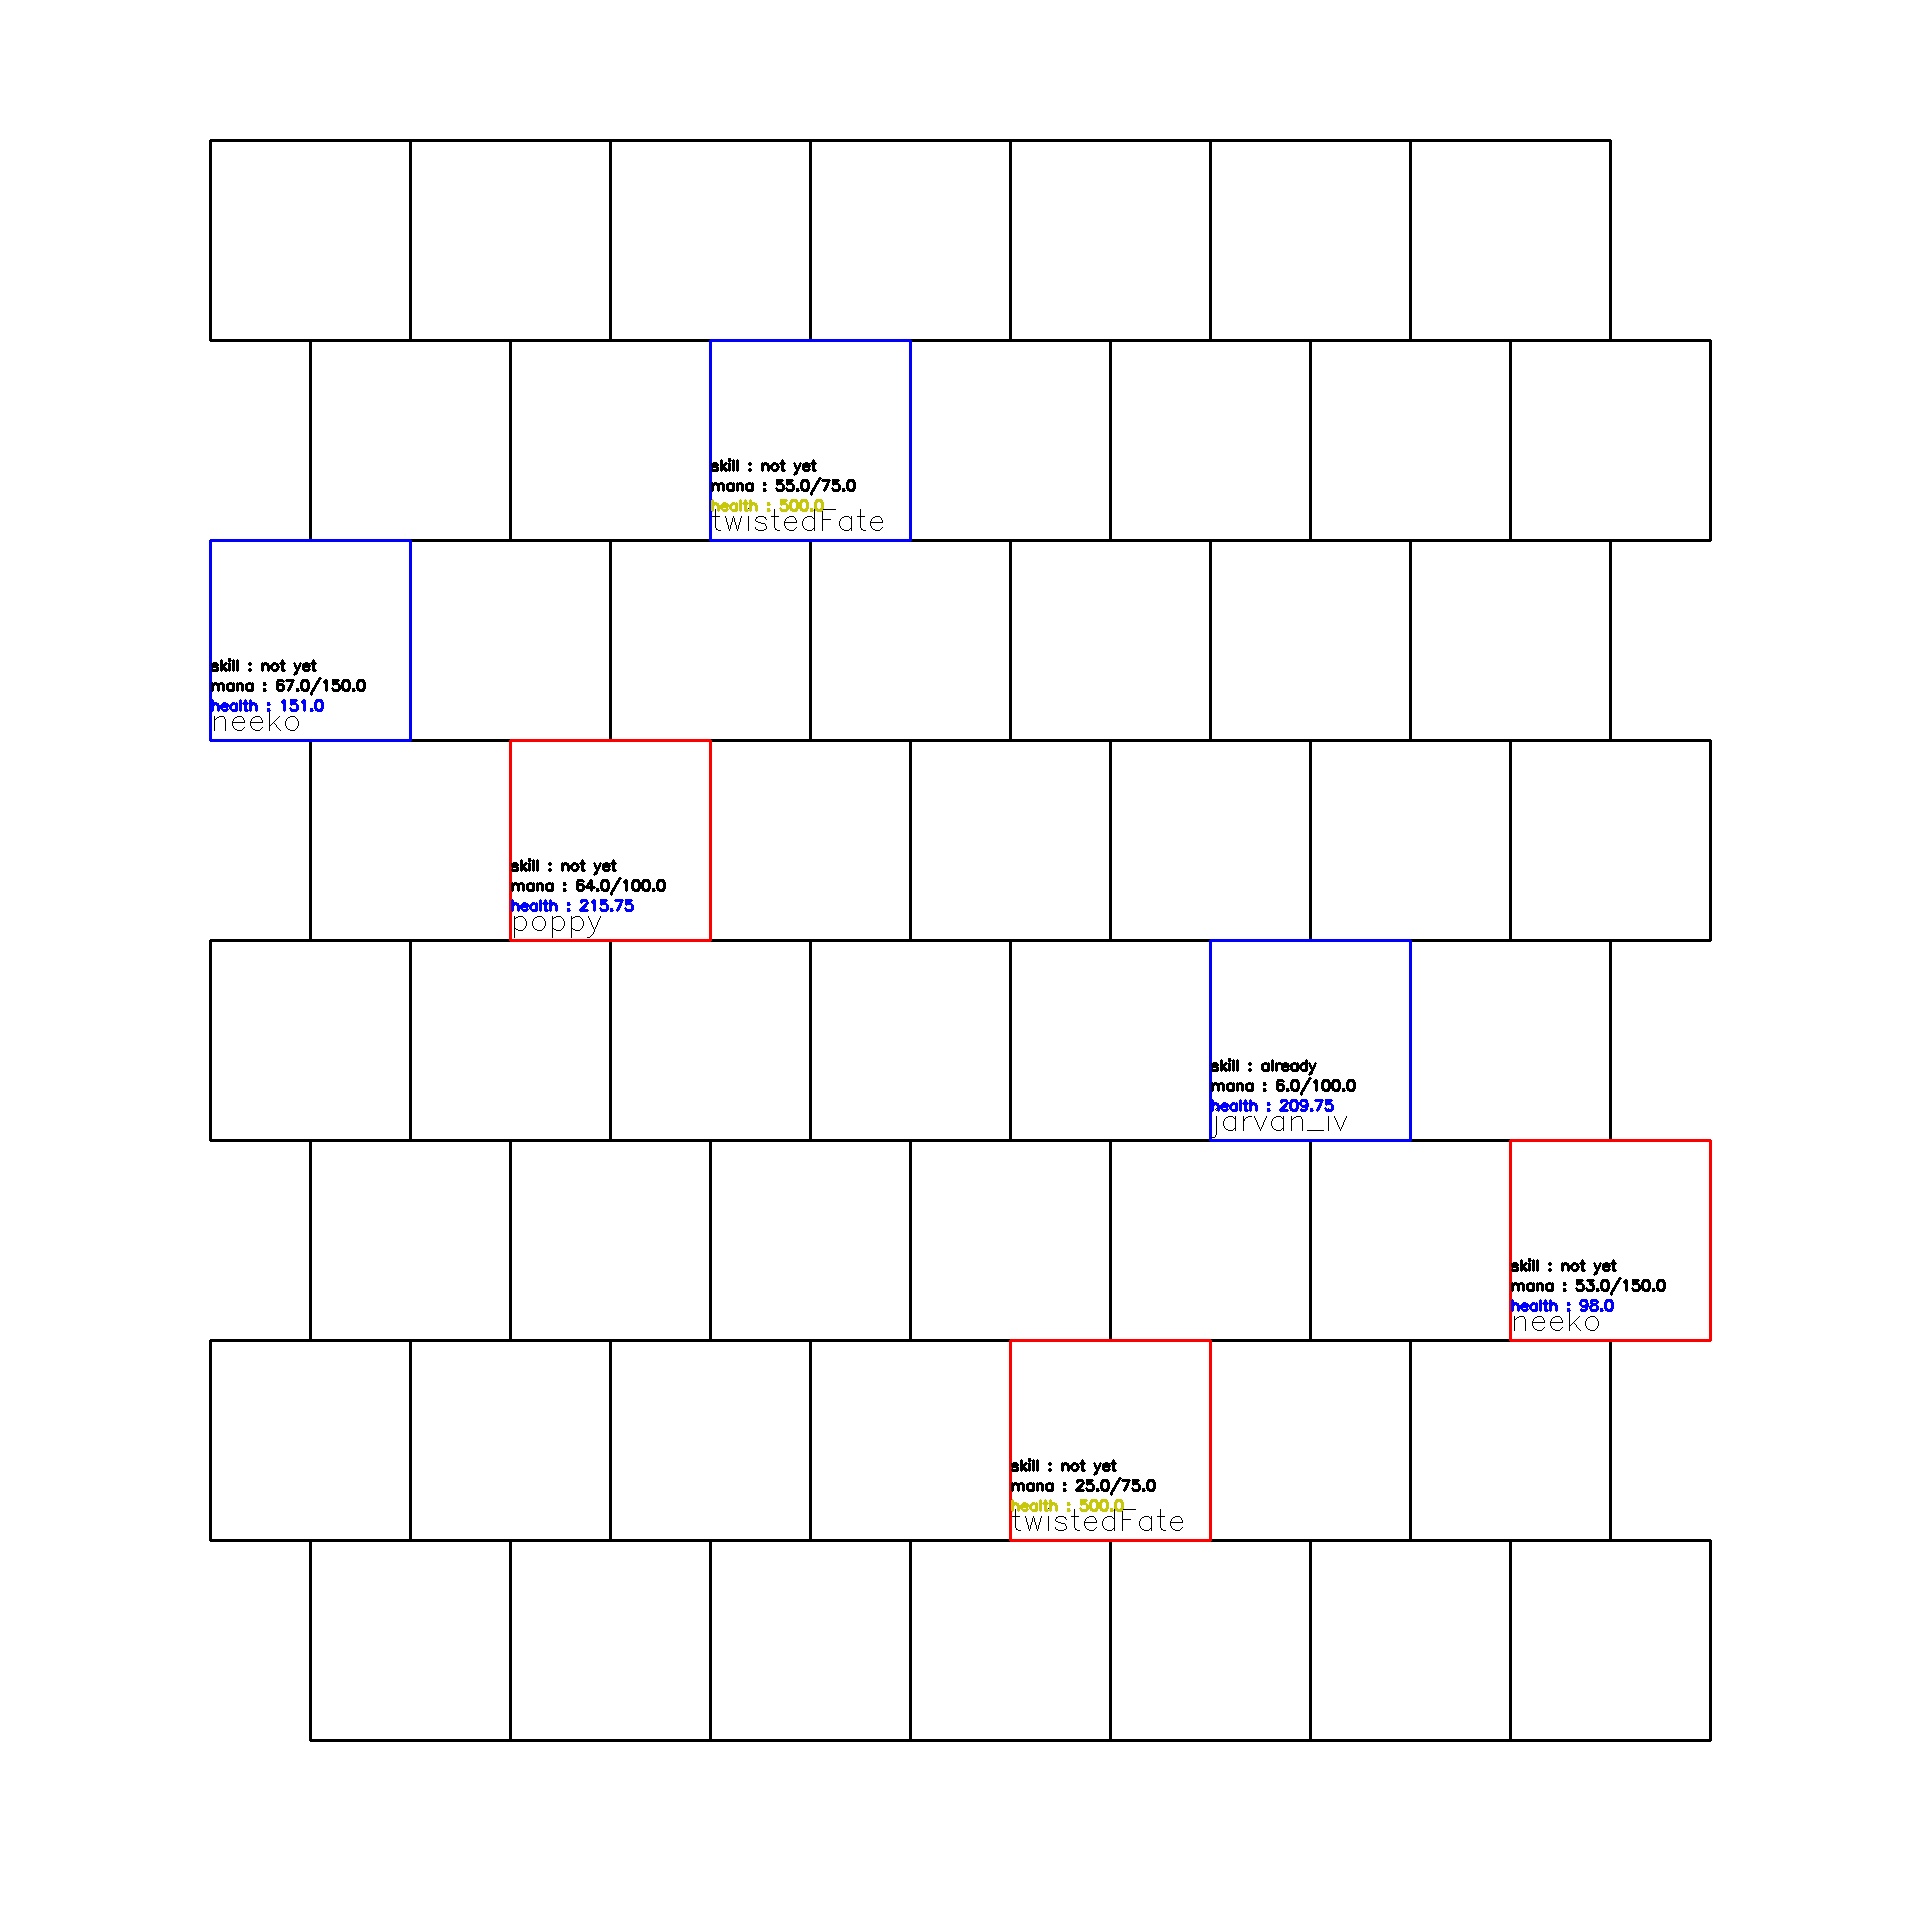 skill : not yet
mana : 55.0/75.0
health : 500.0
twistedFate
skill : not yet
mana : 67.0/150.0
health : 151.0
neeko
skill : not yet
mana : 64.0/100.0
health : 215.75
poppy
skill : already
mana : 6.0/100.0
health : 209.75
jarvan_iv
skill : not yet
mana : 53.0/150.0
health : 98.0
neeko
skill : not yet
mana : 25.0/75.0
health : 500.0
twistedFate